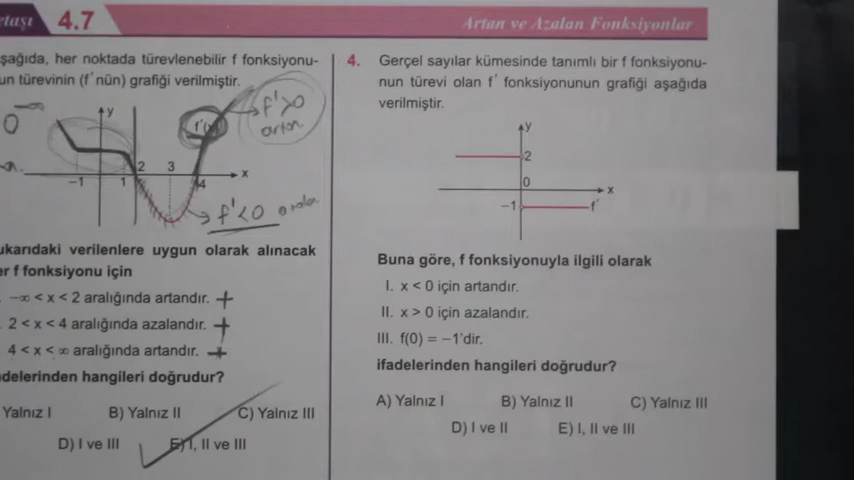 etaşı 4.7 Artan ve Azalan Fonksiyonlar
şağıda, her noktada türevlenebilir f fonksiyonu-
un türevinin (f'nün) grafiği verilmiştir.
y
f'>0
artan
2 3
-1 1 4 x
f'<0 azalan
ukarıdaki verilenlere uygun olarak alınacak
er f fonksiyonu için
-∞ < x < 2 aralığında artandır. +
2 < x < 4 aralığında azalandır. +
4 < x < ∞ aralığında artandır. +
delerinden hangileri doğrudur?
Yalnız I B) Yalnız II C) Yalnız III
D) I ve III E) I, II ve III
4. Gerçel sayılar kümesinde tanımlı bir f fonksiyonu-
nun türevi olan f' fonksiyonunun grafiği aşağıda
verilmiştir.
y
2
0 x
-1 f'
Buna göre, f fonksiyonuyla ilgili olarak
I. x < 0 için artandır.
II. x > 0 için azalandır.
III. f(0) = -1'dir.
ifadelerinden hangileri doğrudur?
A) Yalnız I B) Yalnız II C) Yalnız III
D) I ve II E) I, II ve III